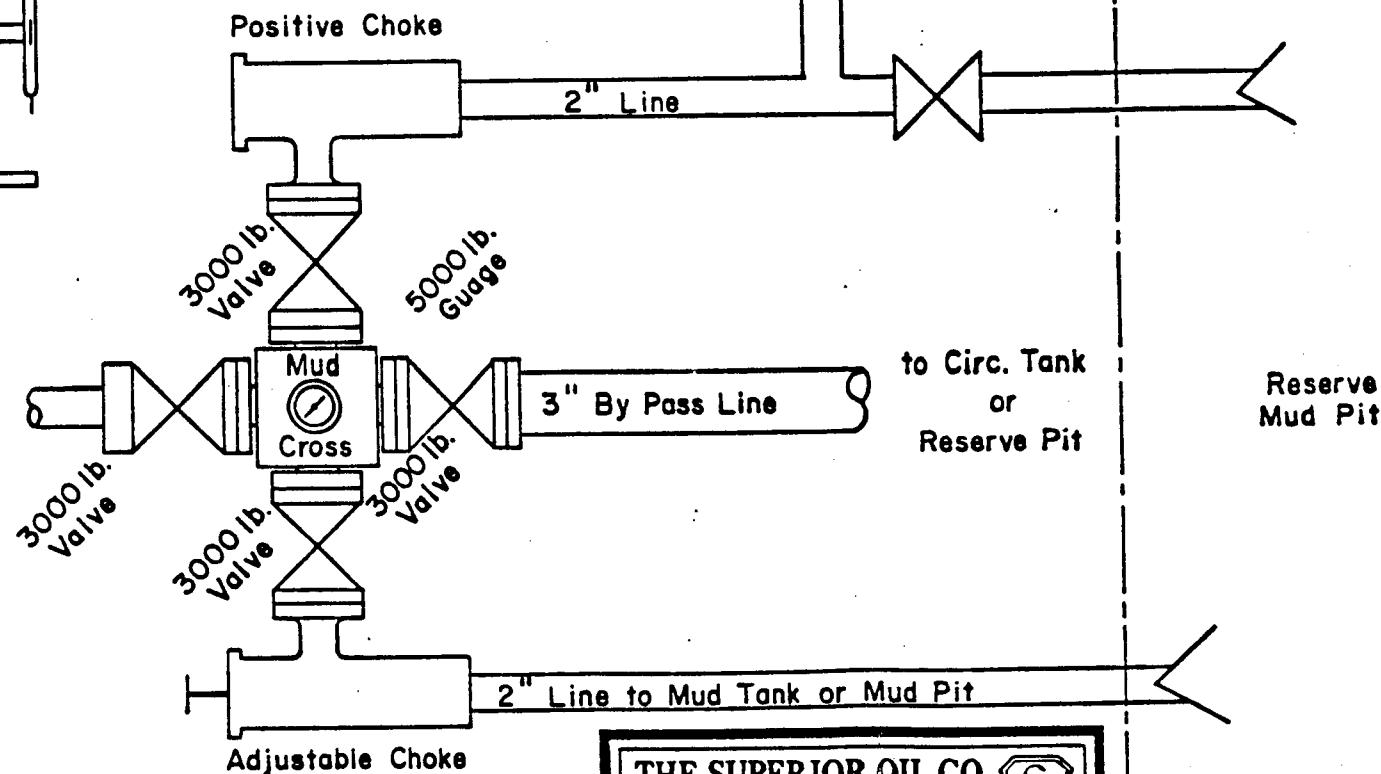 Positive Choke
2" Line
3000 lb.
Valve
5000 lb.
Guage
Mud
Cross
3" By Pass Line
to Circ. Tank
or
Reserve Pit
Reserve
Mud Pit
3000 lb.
Valve
3000 lb.
Valve
3000 lb.
Valve
2" Line to Mud Tank or Mud Pit
Adjustable Choke
THE SUPERIOR OIL CO